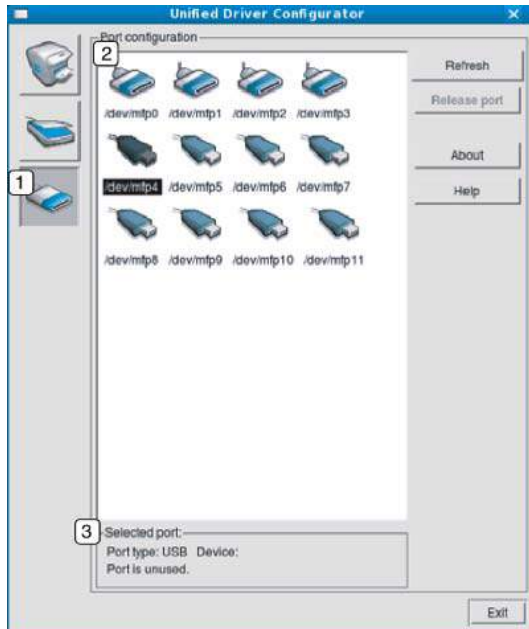 Unified Driver Configurator
Port configuration
2
Refresh
/dev/mfp0 /dev/mfp1 /dev/mfp2 /dev/mfp3
Release port
About
1
/dev/mfp4 /dev/mfp5 /dev/mfp6 /dev/mfp7
Help
/dev/mfp8 /dev/mfp9 /dev/mfp10 /dev/mfp11
3
Selected port:
Port type: USB Device:
Port is unused.
Exit